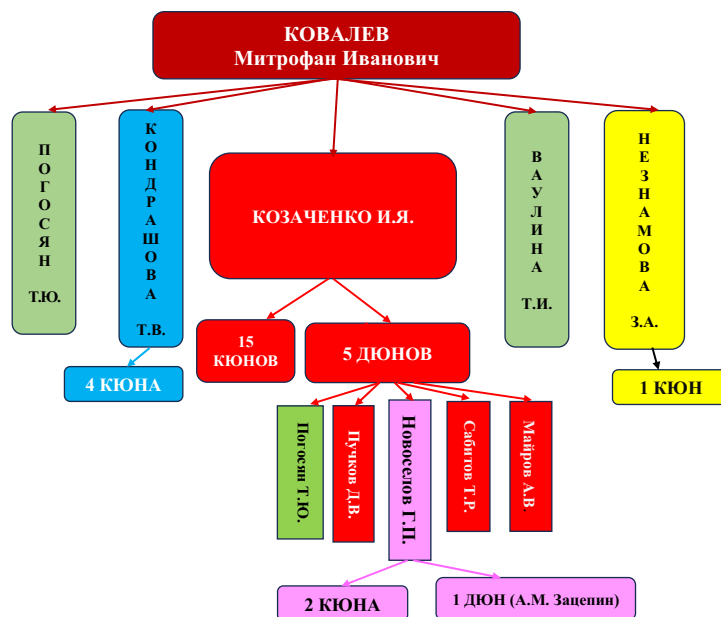 КОВАЛЕВ
Митрофан Иванович
ПОГОСЯН Т.Ю.
КОНДРАШОВА Т.В.
КОЗАЧЕНКО И.Я.
ВАУЛИНА Т.И.
НЕЗНАМОВА З.А.
15
КЮНОВ
5 ДЮНОВ
4 КЮНА
1 КЮН
Погосян Т.Ю.
Пучков Д.В.
Новоселов Г.П.
Сабитов Т.Р.
Майров А.В.
2 КЮНА
1 ДЮН (А.М. Зацепин)